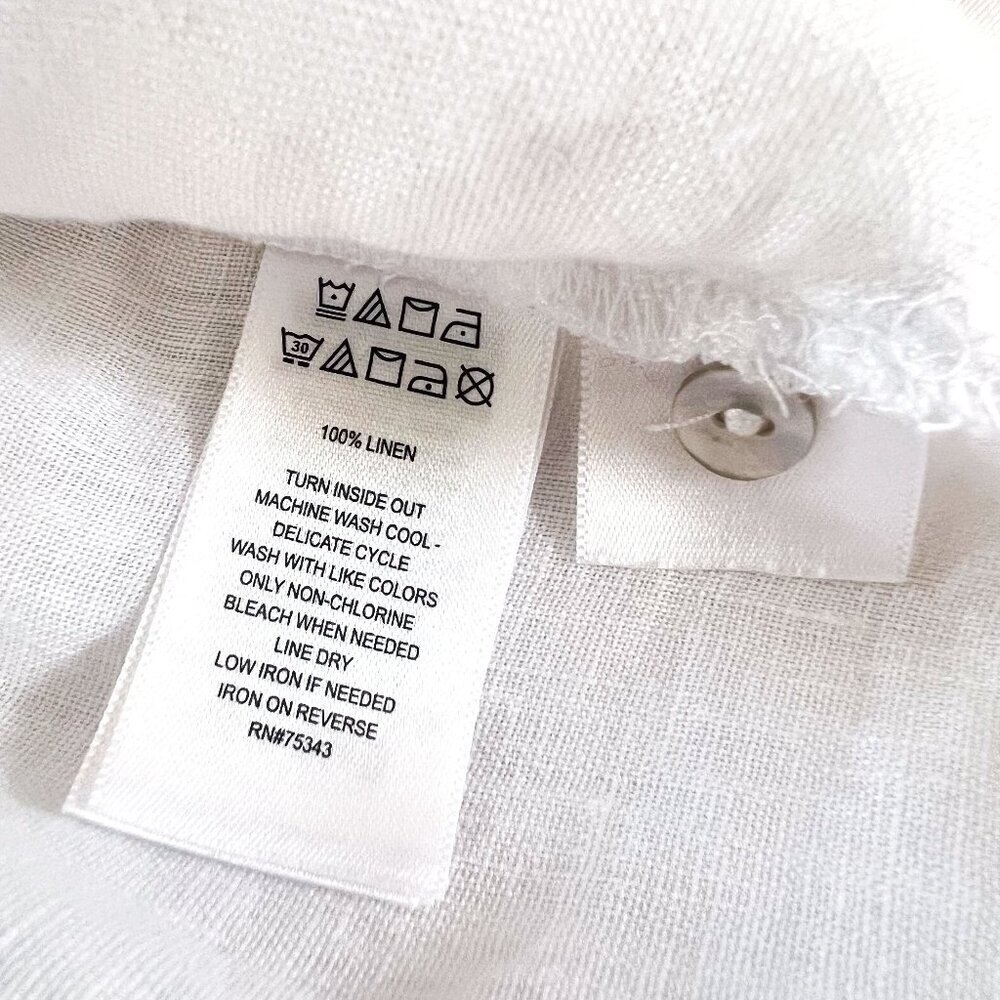 30
100% LINEN
TURN INSIDE OUT
MACHINE WASH COOL -
DELICATE CYCLE
WASH WITH LIKE COLORS
ONLY NON-CHLORINE
BLEACH WHEN NEEDED
LINE DRY
LOW IRON IF NEEDED
IRON ON REVERSE
RN#75343